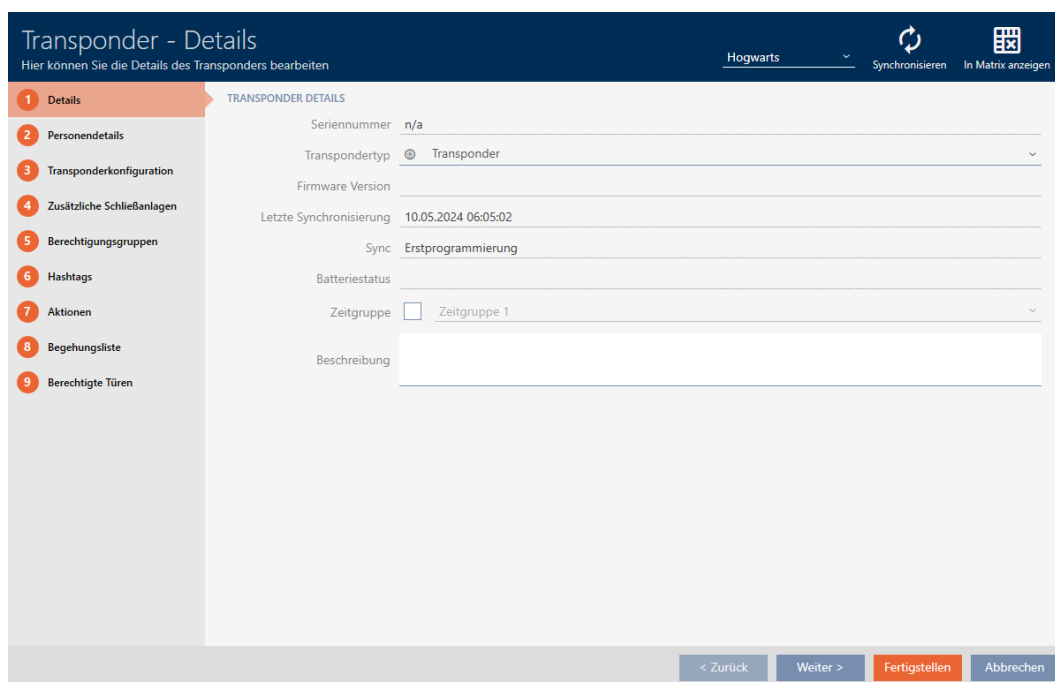 Transponder - Details
Hier können Sie die Details des Transponders bearbeiten
Hogwarts
Synchronisieren
In Matrix anzeigen
1 Details
2 Personendetails
3 Transponderkonfiguration
4 Zusätzliche Schließanlagen
5 Berechtigungsgruppen
6 Hashtags
7 Aktionen
8 Begehungsliste
9 Berechtigte Türen
TRANSPONDER DETAILS
Seriennummer n/a
Transpondertyp Transponder
Firmware Version
Letzte Synchronisierung 10.05.2024 06:05:02
Sync Erstprogrammierung
Batteriestatus
Zeitgruppe Zeitgruppe 1
Beschreibung
< Zurück Weiter > Fertigstellen Abbrechen